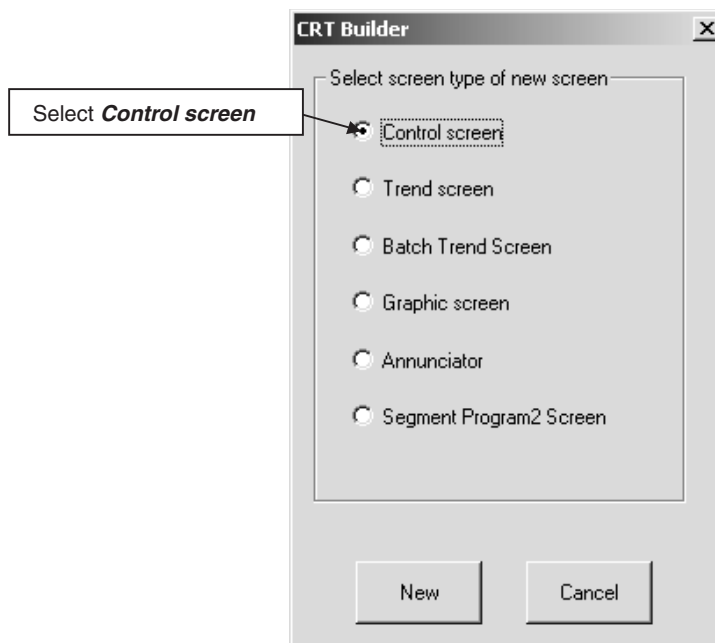 CRT Builder
Select screen type of new screen
Select Control screen
Control screen
Trend screen
Batch Trend Screen
Graphic screen
Annunciator
Segment Program2 Screen
New
Cancel